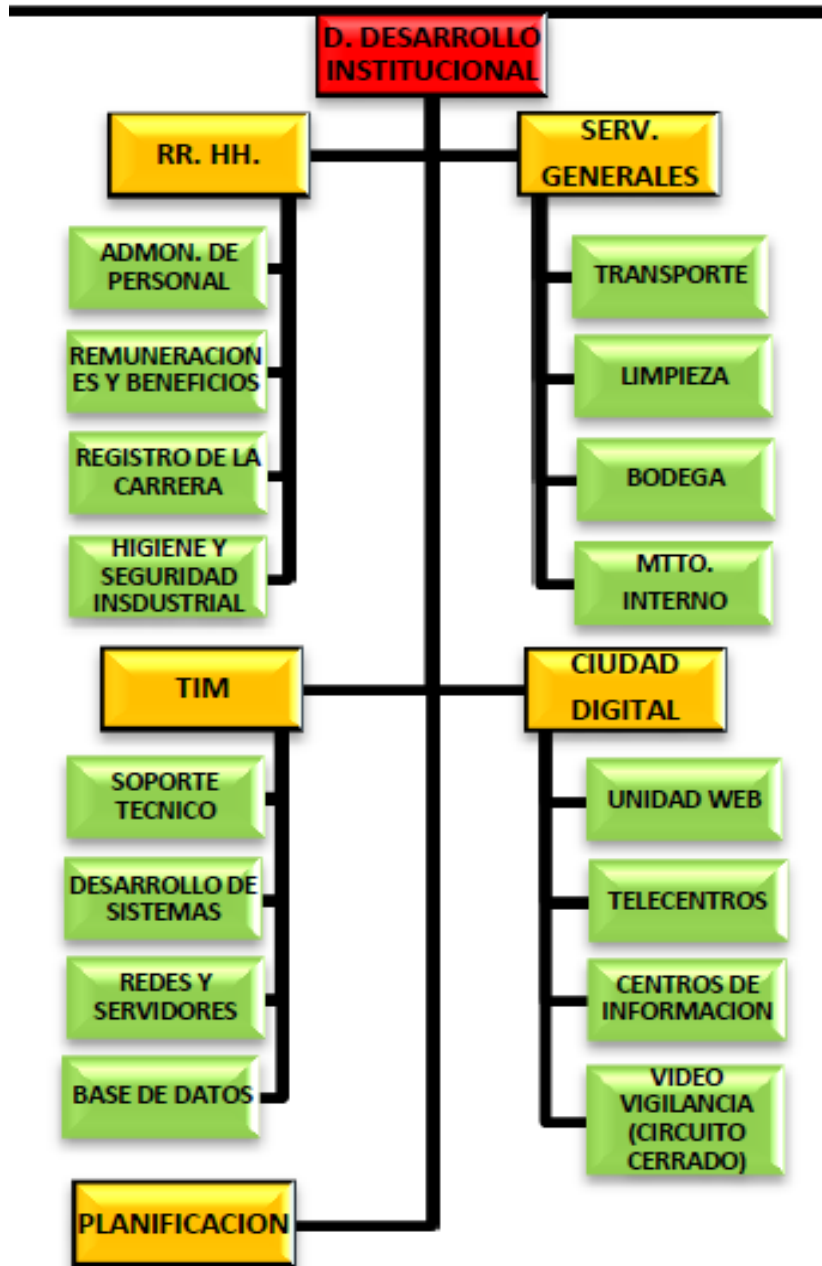 D. DESARROLLO
INSTITUCIONAL
RR. HH.
SERV.
GENERALES
ADMON. DE
PERSONAL
REMUNERACION
ES Y BENEFICIOS
REGISTRO DE LA
CARRERA
HIGIENE Y
SEGURIDAD
INSDUSTRIAL
TRANSPORTE
LIMPIEZA
BODEGA
MTTO.
INTERNO
TIM
CIUDAD
DIGITAL
SOPORTE
TECNICO
DESARROLLO DE
SISTEMAS
REDES Y
SERVIDORES
BASE DE DATOS
UNIDAD WEB
TELECENTROS
CENTROS DE
INFORMACION
VIDEO
VIGILANCIA
(CIRCUITO
CERRADO)
PLANIFICACION